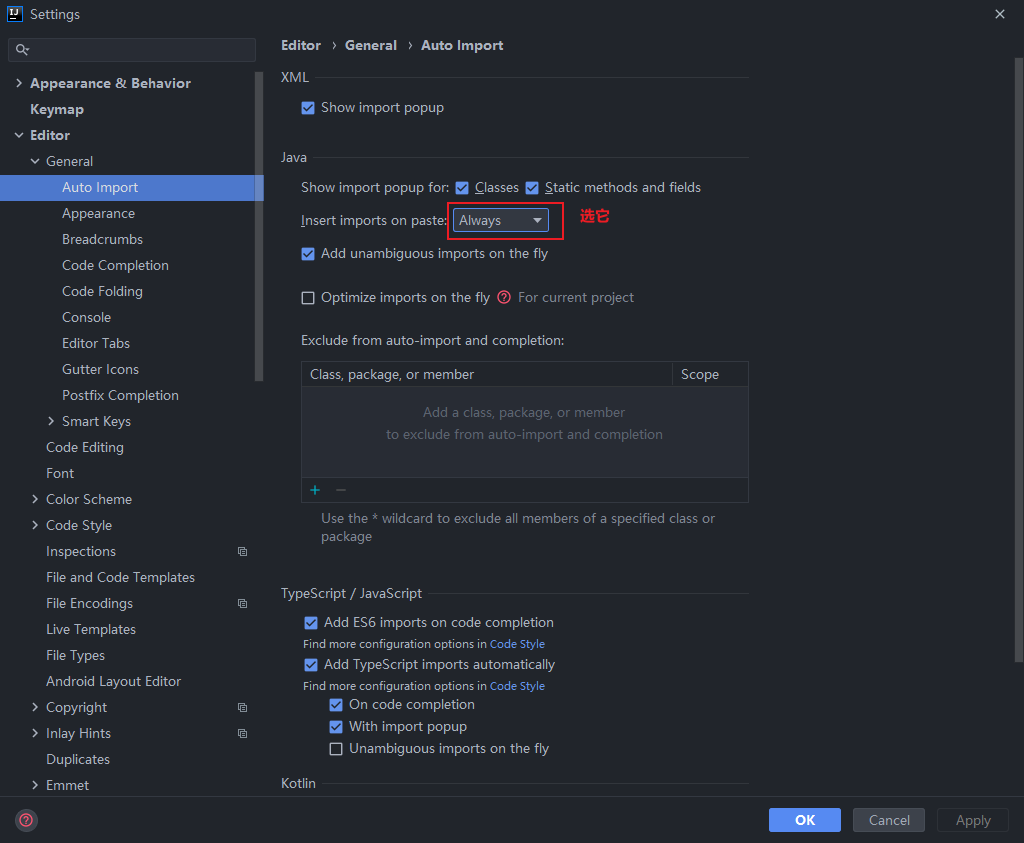 Settings
Appearance & Behavior
Keymap
Editor
General
Auto Import
Appearance
Breadcrumbs
Code Completion
Code Folding
Console
Editor Tabs
Gutter Icons
Postfix Completion
Smart Keys
Code Editing
Font
Color Scheme
Code Style
Inspections
File and Code Templates
File Encodings
Live Templates
File Types
Android Layout Editor
Copyright
Inlay Hints
Duplicates
Emmet
Editor › General › Auto Import
XML
Show import popup
Java
Show import popup for: Classes Static methods and fields
Insert imports on paste: Always 选它
Add unambiguous imports on the fly
Optimize imports on the fly ? For current project
Exclude from auto-import and completion:
Class, package, or member Scope
Add a class, package, or member
to exclude from auto-import and completion
+ −
Use the * wildcard to exclude all members of a specified class or
package
TypeScript / JavaScript
Add ES6 imports on code completion
Find more configuration options in Code Style
Add TypeScript imports automatically
Find more configuration options in Code Style
On code completion
With import popup
Unambiguous imports on the fly
Kotlin
? OK Cancel Apply